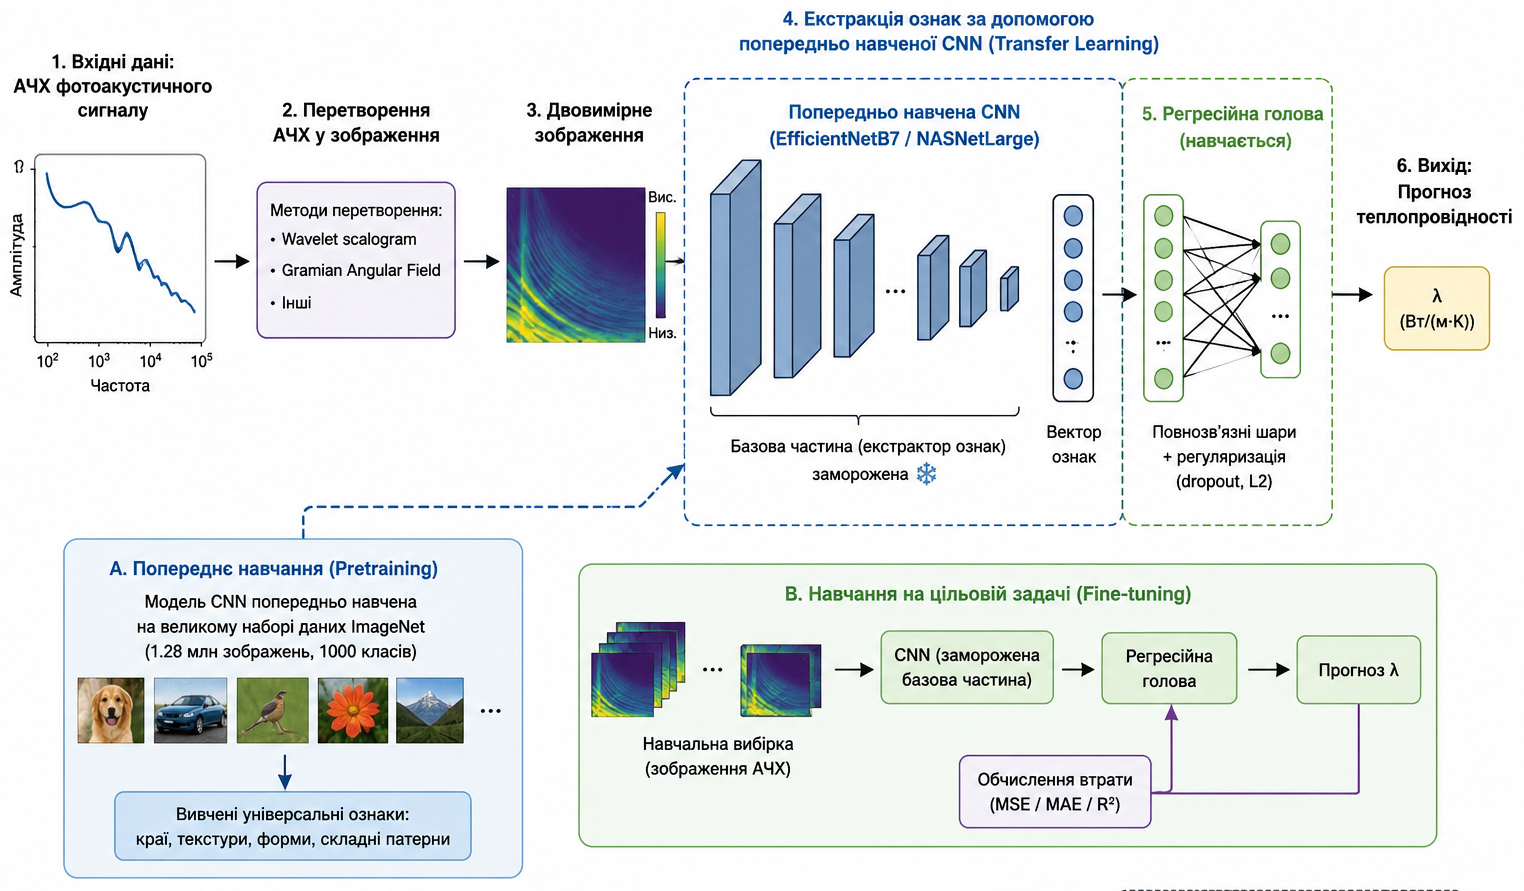 1. Вхідні дані:
АЧХ фотоакустичного
сигналу
Амплітуда
10²
10³
10⁴
10⁵
Частота
2. Перетворення
АЧХ у зображення
Методи перетворення:
• Wavelet scalogram
• Gramian Angular Field
• Інші
3. Двовимірне
зображення
Вис.
Низ.
4. Екстракція ознак за допомогою
попередньо навченої CNN (Transfer Learning)
Попередньо навчена CNN
(EfficientNetB7 / NASNetLarge)
...
Базова частина (екстрактор ознак)
заморожена
Вектор
ознак
5. Регресійна голова
(навчається)
...
Повнозв'язні шари
+ регуляризація
(dropout, L2)
6. Вихід:
Прогноз
теплопровідності
λ
(Вт/(м·К))
A. Попереднє навчання (Pretraining)
Модель CNN попередньо навчена
на великому наборі даних ImageNet
(1.28 млн зображень, 1000 класів)
...
Вивчені універсальні ознаки:
краї, текстури, форми, складні патерни
B. Навчання на цільовій задачі (Fine-tuning)
...
Навчальна вибірка
(зображення АЧХ)
CNN (заморожена
базова частина)
Регресійна
голова
Прогноз λ
Обчислення втрати
(MSE / MAE / R²)